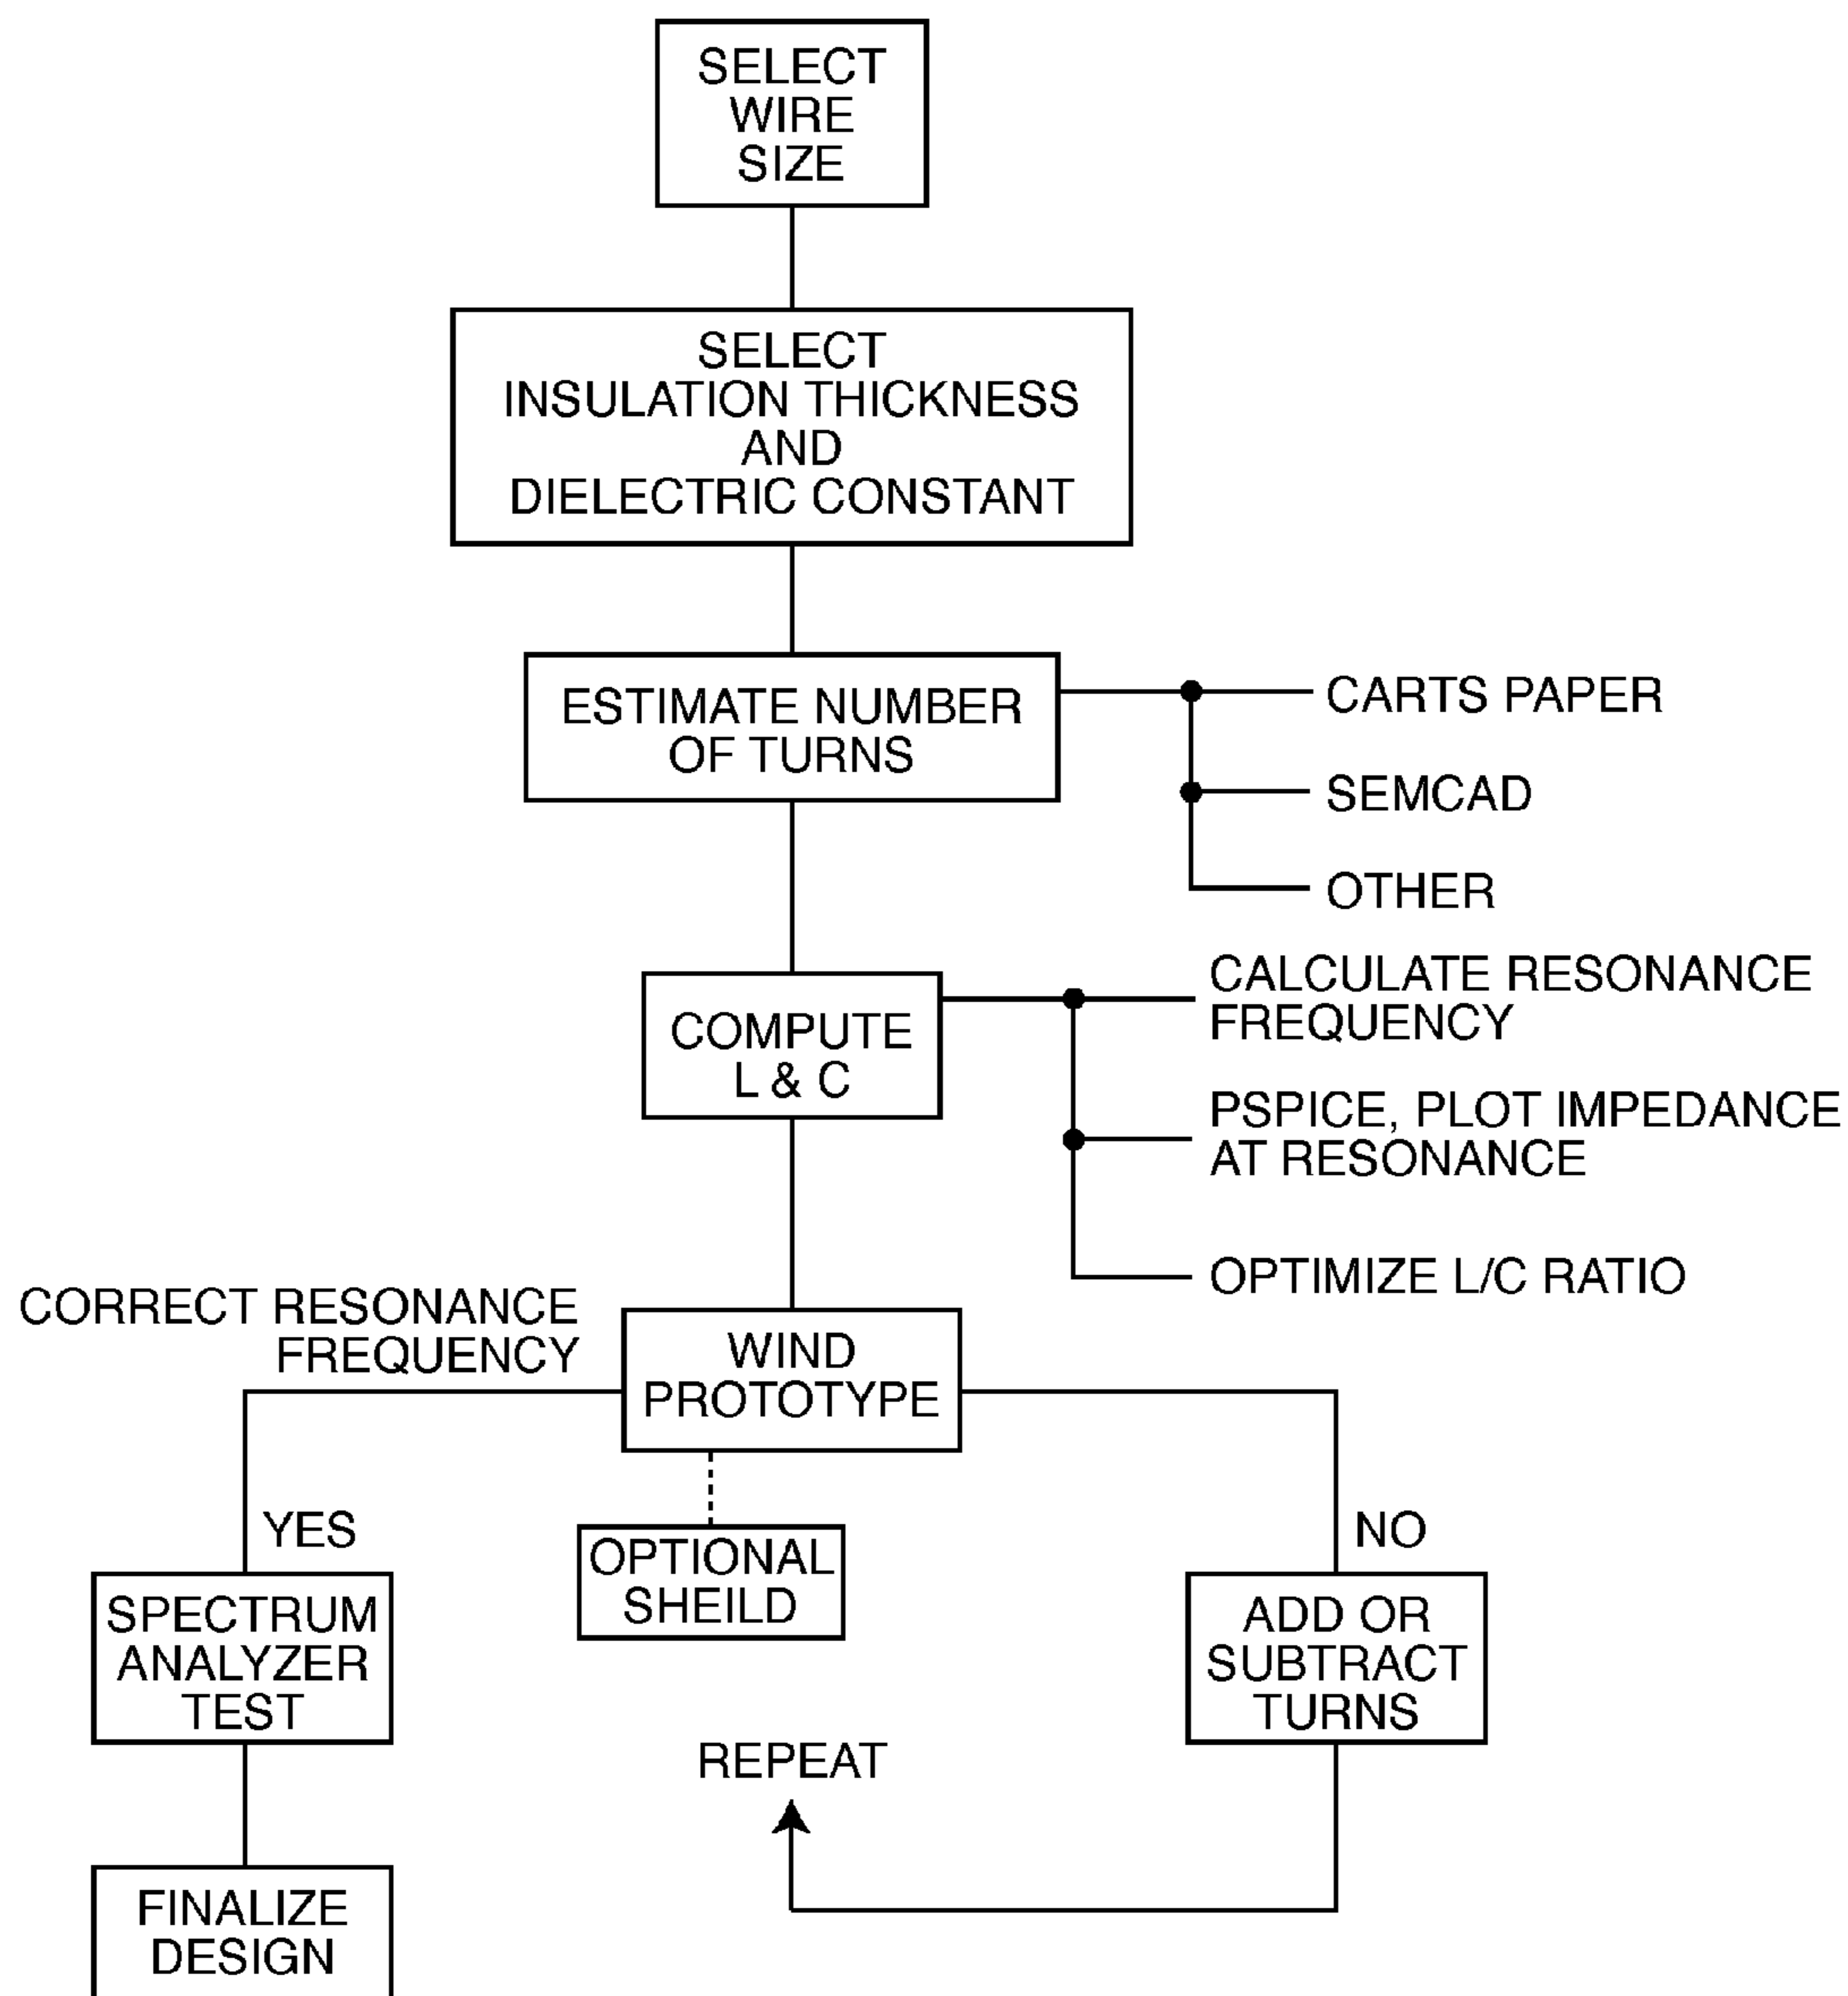 SELECT
WIRE
SIZE
SELECT
INSULATION THICKNESS
AND
DIELECTRIC CONSTANT
ESTIMATE NUMBER
OF TURNS
CARTS PAPER
SEMCAD
OTHER
COMPUTE
L & C
CALCULATE RESONANCE
FREQUENCY
PSPICE, PLOT IMPEDANCE
AT RESONANCE
OPTIMIZE L/C RATIO
CORRECT RESONANCE
FREQUENCY
WIND
PROTOTYPE
YES
NO
OPTIONAL
SHEILD
SPECTRUM
ANALYZER
TEST
ADD OR
SUBTRACT
TURNS
REPEAT
FINALIZE
DESIGN